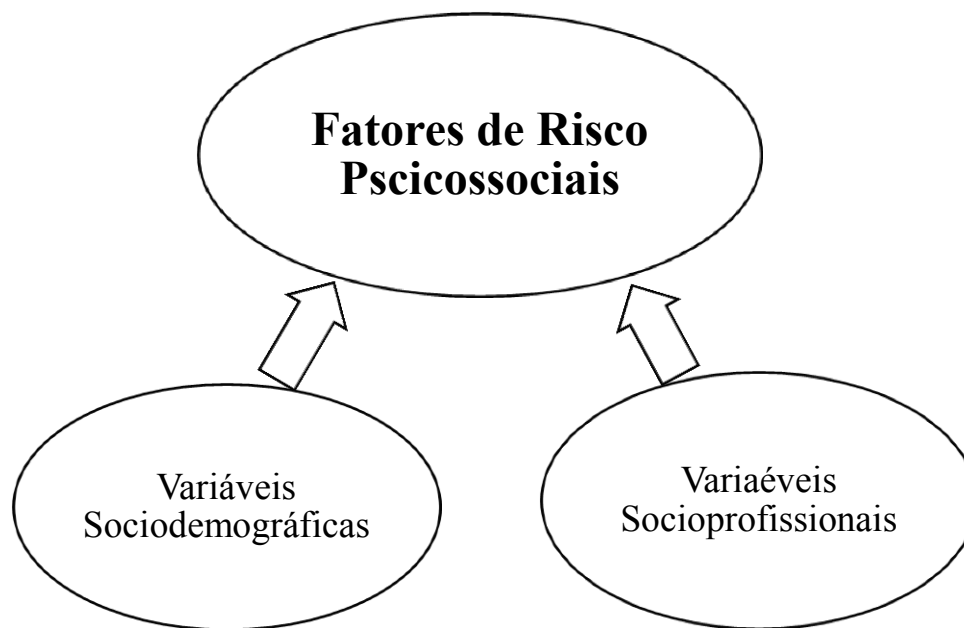 Fatores de Risco
Pscicossociais
Variáveis
Sociodemográficas
Variaéveis
Socioprofissionais